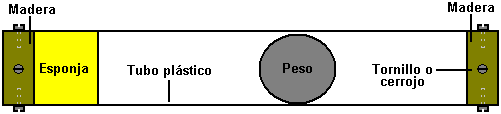 Madera
Madera
Esponja
Tubo plástico
Peso
Tornillo o
cerrojo